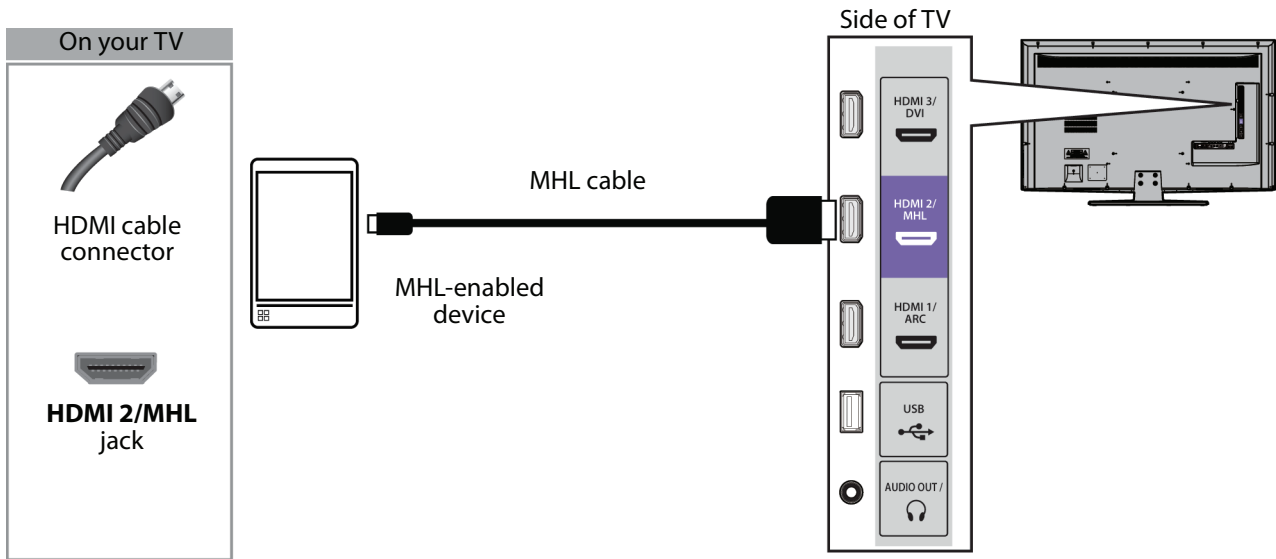 On your TV
HDMI cable
connector
HDMI 2/MHL
jack
MHL cable
MHL-enabled
device
Side of TV
HDMI 3/
DVI
HDMI 2/
MHL
HDMI 1/
ARC
USB
AUDIO OUT /